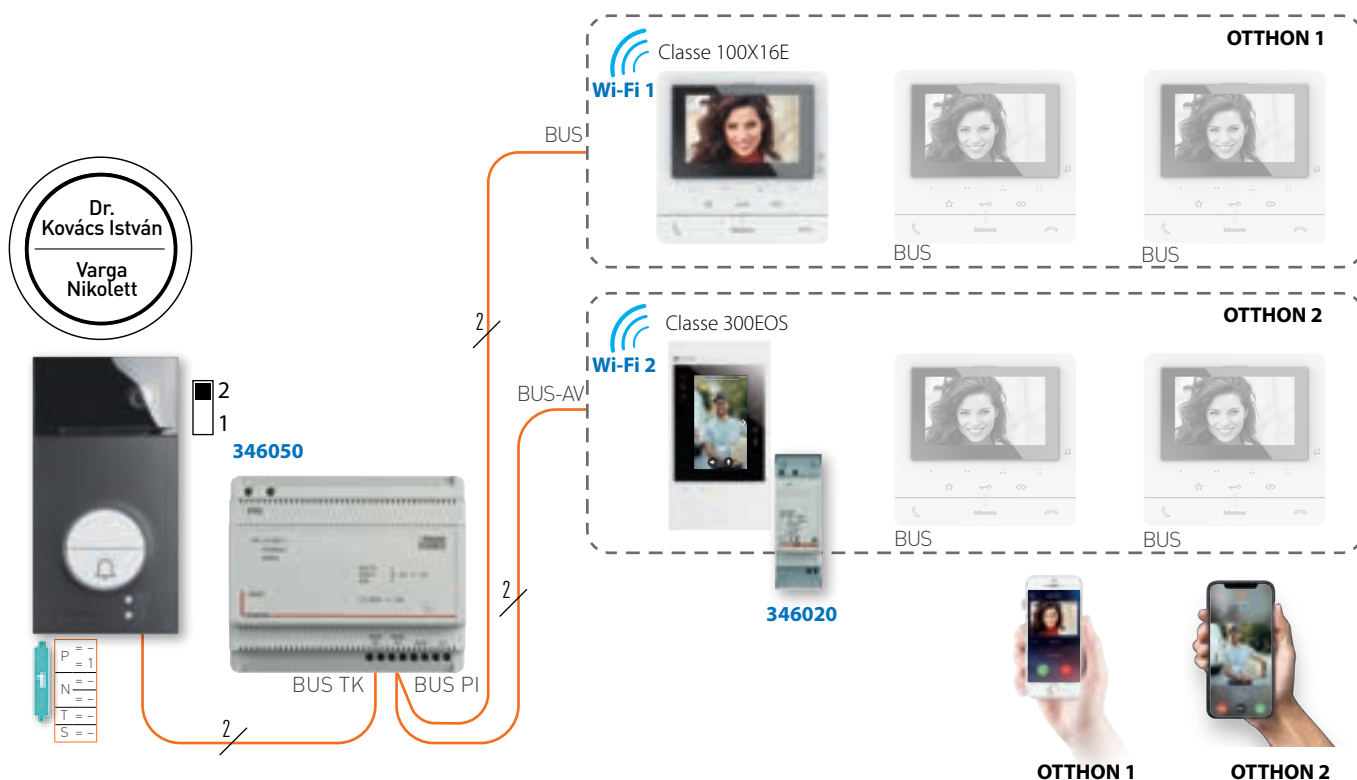 OTTHON 1
Classe 100X16E
Wi-Fi 1
BUS
BUS
BUS
Dr.
Kovács István
Varga
Nikolett
2
OTTHON 2
Classe 300EOS
Wi-Fi 2
BUS-AV
2
1
346050
2
BUS
BUS
346020
BUS TK
BUS PI
P = –
= 1
N = –
= –
T = –
S = –
2
OTTHON 1
OTTHON 2